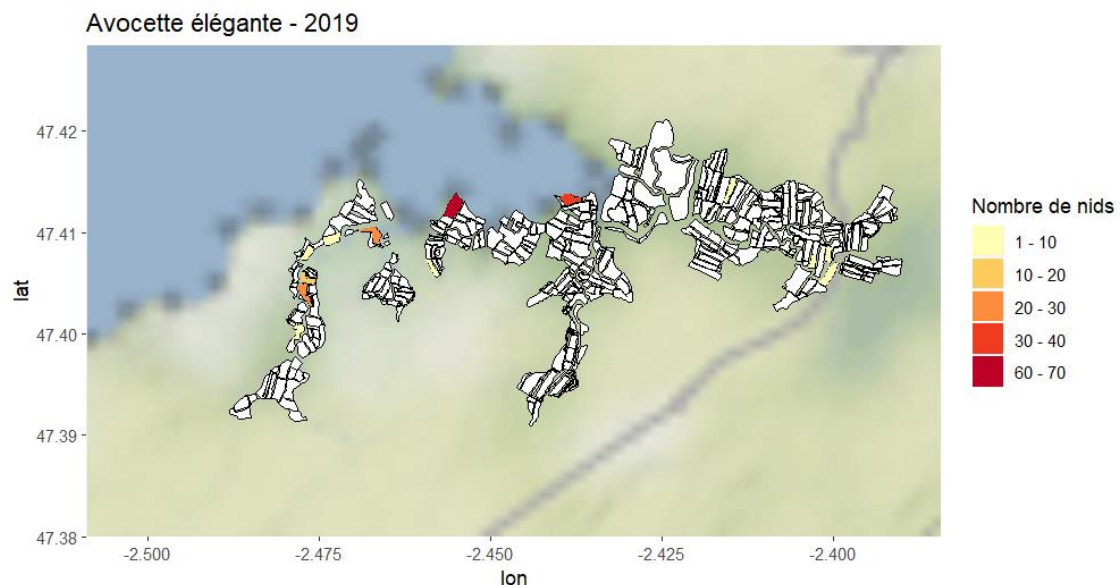 Avocette élégante - 2019
47.42
47.41
47.40
47.39
47.38
lat
-2.500
-2.475
-2.450
-2.425
-2.400
lon
Nombre de nids
1 - 10
10 - 20
20 - 30
30 - 40
60 - 70